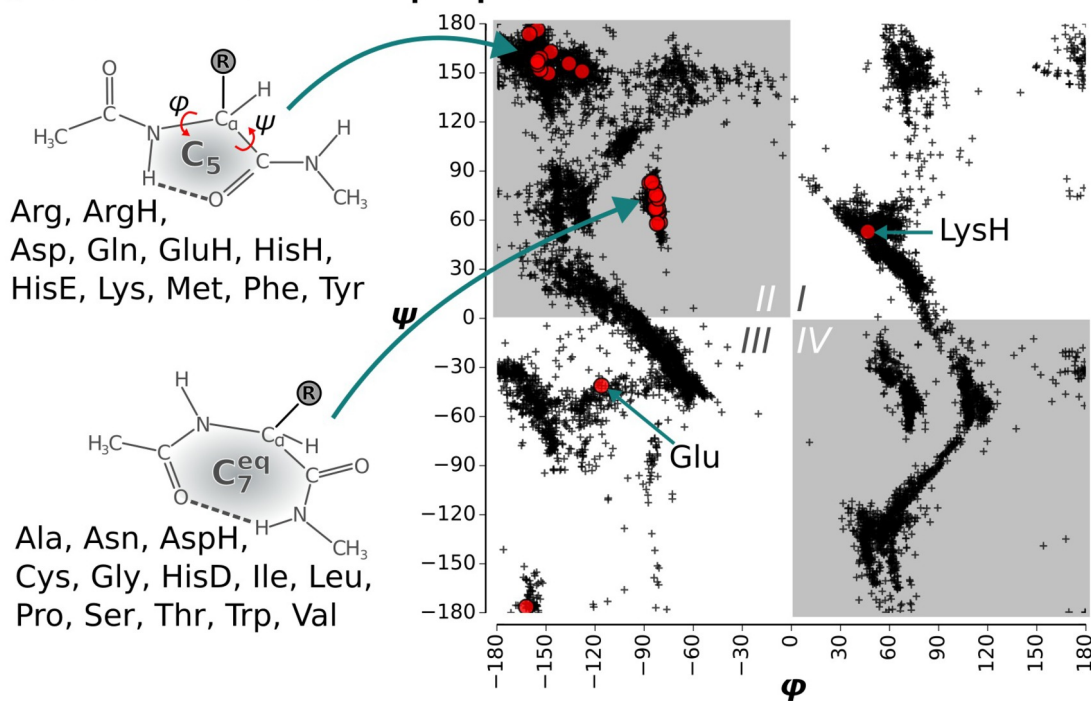 O
C
H₃C
N
H
R
H
φ
Cα
ψ
C₅
C
O
H
N
CH₃
Arg, ArgH,
Asp, Gln, GluH, HisH,
HisE, Lys, Met, Phe, Tyr
H
N
R
Cα
H
H₃C
C
C₇^eq
O
C
O
H
N
CH₃
Ala, Asn, AspH,
Cys, Gly, HisD, Ile, Leu,
Pro, Ser, Thr, Trp, Val
ψ
180
150
120
90
60
30
0
−30
−60
−90
−120
−150
−180
II
I
III
IV
LysH
Glu
−180
−150
−120
−90
−60
−30
0
30
60
90
120
150
180
φ